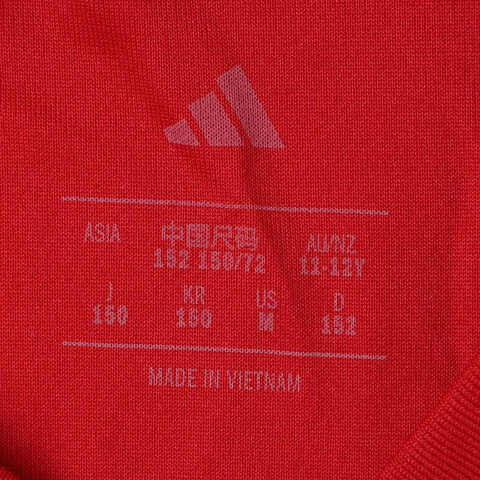 ASIA 中国尺码 AU/NZ
152 150/72 11-12Y
J KR US D
150 150 M 152
MADE IN VIETNAM